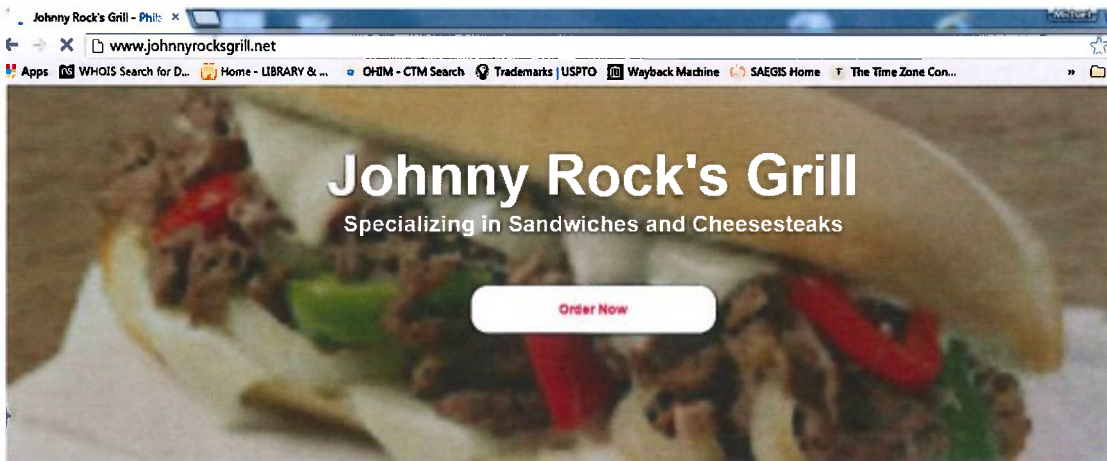 Johnny Rock's Grill - Phil
www.johnnyrocksgrill.net
Apps WHOIS Search for D... Home - LIBRARY & ... OHIM - CTM Search Trademarks | USPTO Wayback Machine SAEGIS Home T The Time Zone Con... »
Johnny Rock's Grill
Specializing in Sandwiches and Cheesesteaks
Order Now